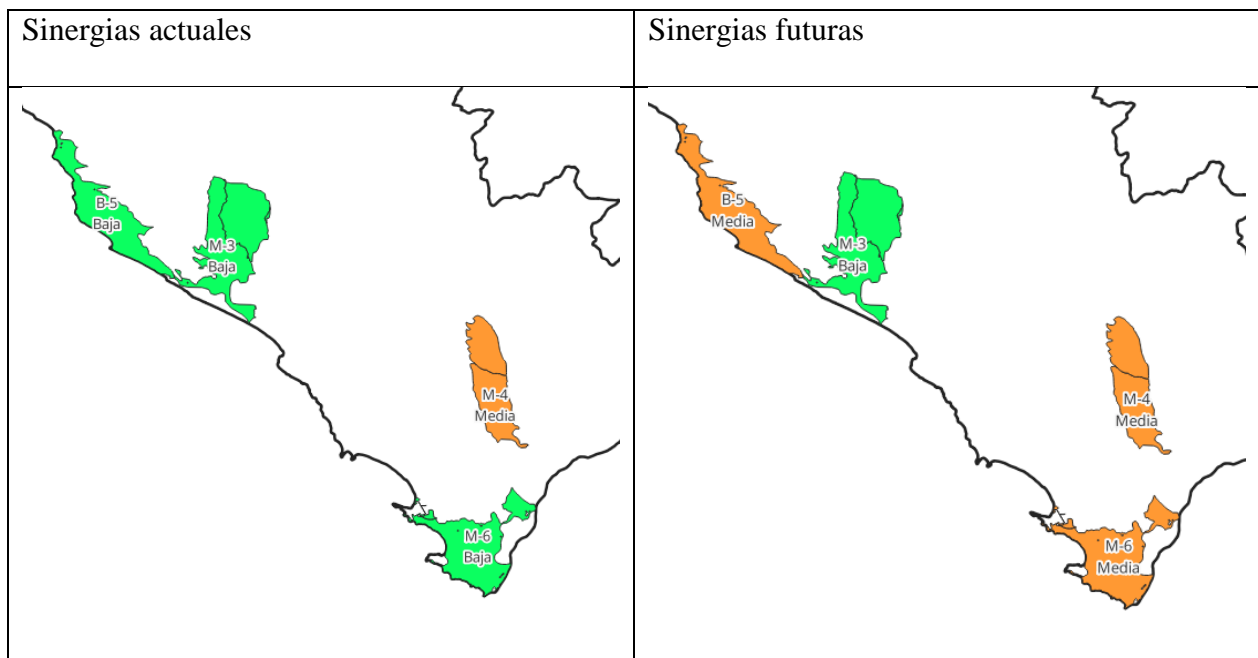 Sinergias actuales
Sinergias futuras
B-5
Baja
M-3
Baja
M-4
Media
M-6
Baja
B-5
Media
M-3
Baja
M-4
Media
M-6
Media